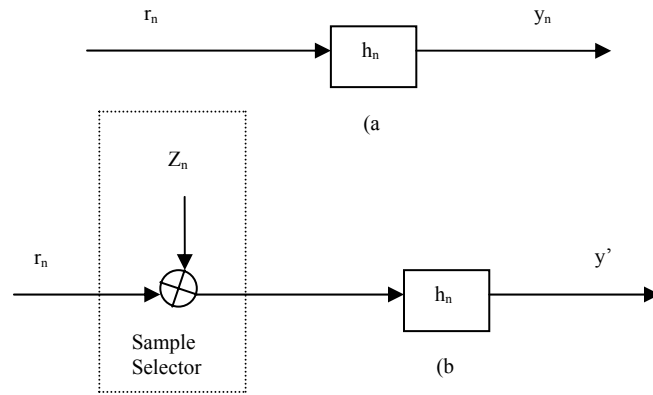 rₙ
yₙ
hₙ
(a
Zₙ
rₙ
y’
hₙ
Sample
Selector
(b